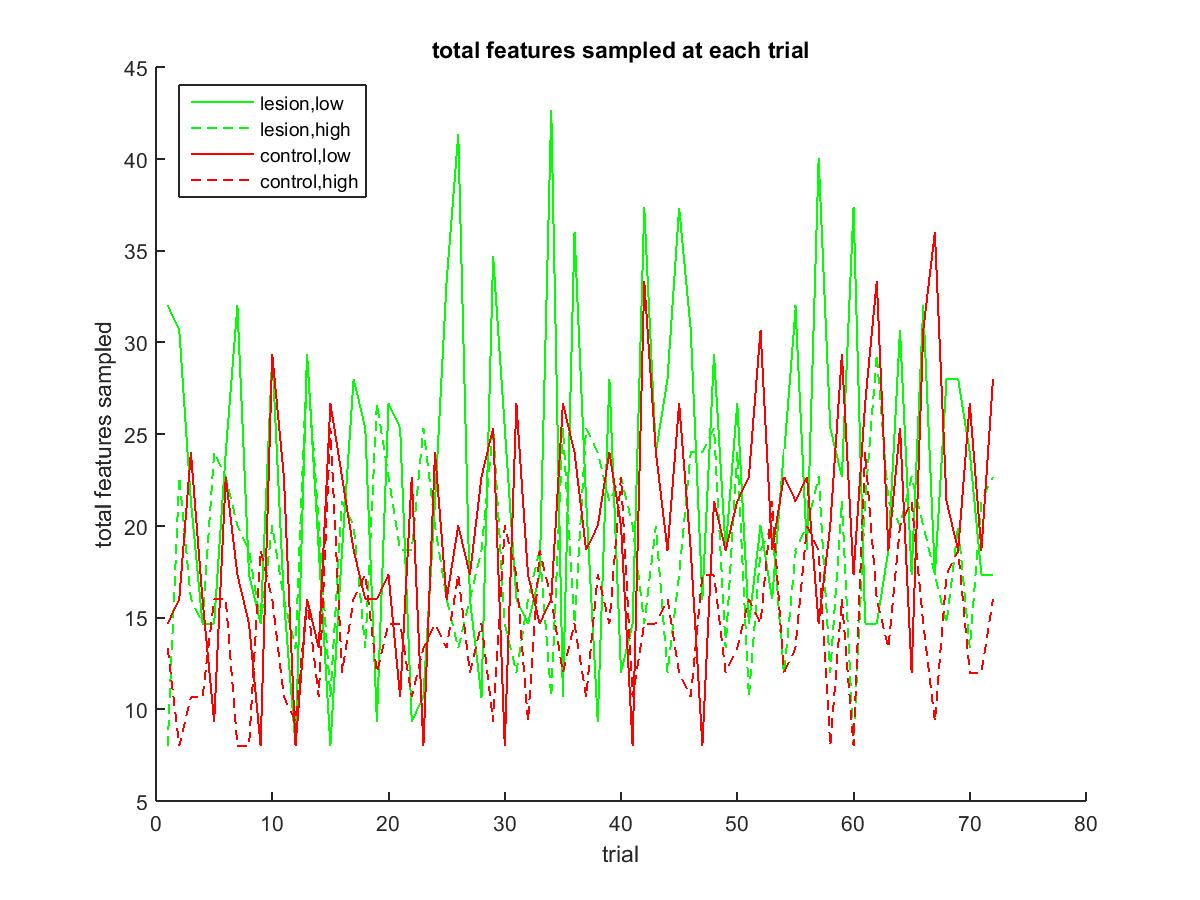 total features sampled at each trial
45
40
35
30
25
20
15
10
5
total features sampled
lesion,low
lesion,high
control,low
control,high
0 10 20 30 40 50 60 70 80
trial